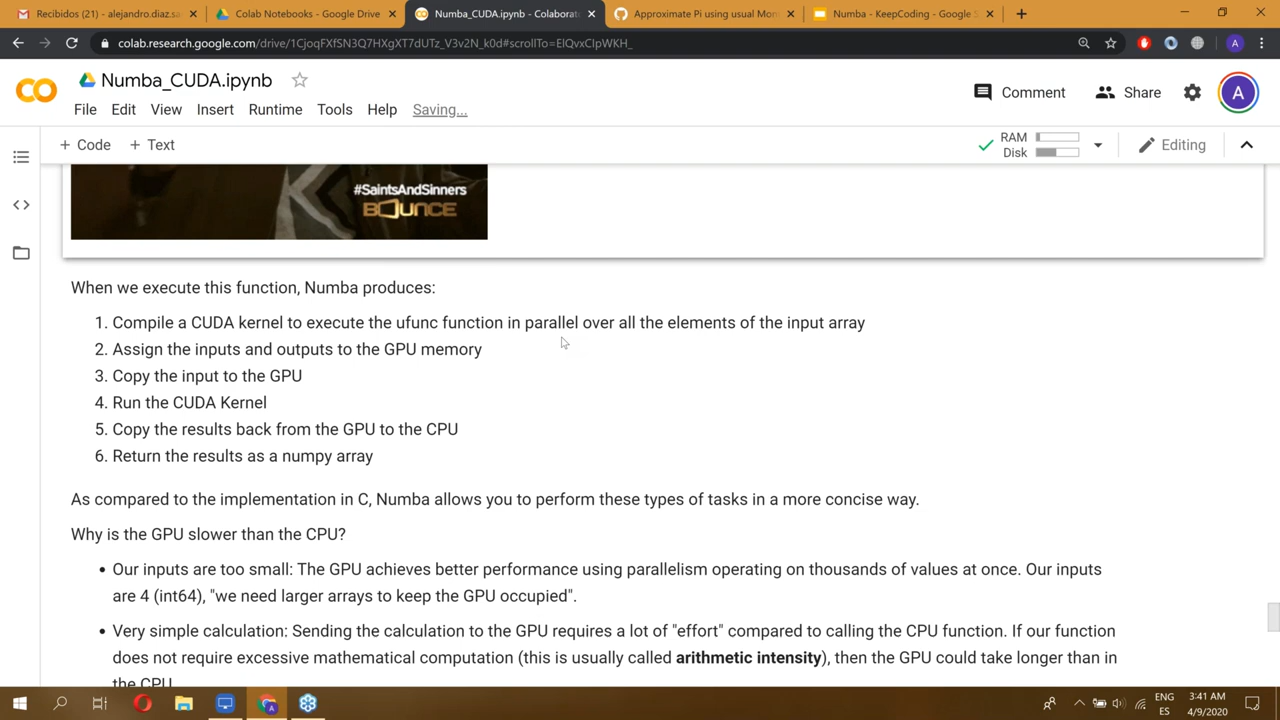 Recibidos (21) - alejandro.diaz.sa
Colab Notebooks - Google Drive
Numba_CUDA.ipynb - Colaborat
Approximate Pi using usual Mon
Numba - KeepCoding - Google S
colab.research.google.com/drive/1CjoqFXfSN3Q7HXgXT7dUTz_V3v2N_k0d#scrollTo=ElQvxClpWKH_
A
Numba_CUDA.ipynb
File Edit View Insert Runtime Tools Help Saving...
Comment
Share
A
+ Code + Text
RAM
Disk
Editing
#SaintsAndSinners
BOUNCE
When we execute this function, Numba produces:
1. Compile a CUDA kernel to execute the ufunc function in parallel over all the elements of the input array
2. Assign the inputs and outputs to the GPU memory
3. Copy the input to the GPU
4. Run the CUDA Kernel
5. Copy the results back from the GPU to the CPU
6. Return the results as a numpy array
As compared to the implementation in C, Numba allows you to perform these types of tasks in a more concise way.
Why is the GPU slower than the CPU?
• Our inputs are too small: The GPU achieves better performance using parallelism operating on thousands of values at once. Our inputs
are 4 (int64), "we need larger arrays to keep the GPU occupied".
• Very simple calculation: Sending the calculation to the GPU requires a lot of "effort" compared to calling the CPU function. If our function
does not require excessive mathematical computation (this is usually called arithmetic intensity), then the GPU could take longer than in
the CPU
ENG
ES
3:41 AM
4/9/2020